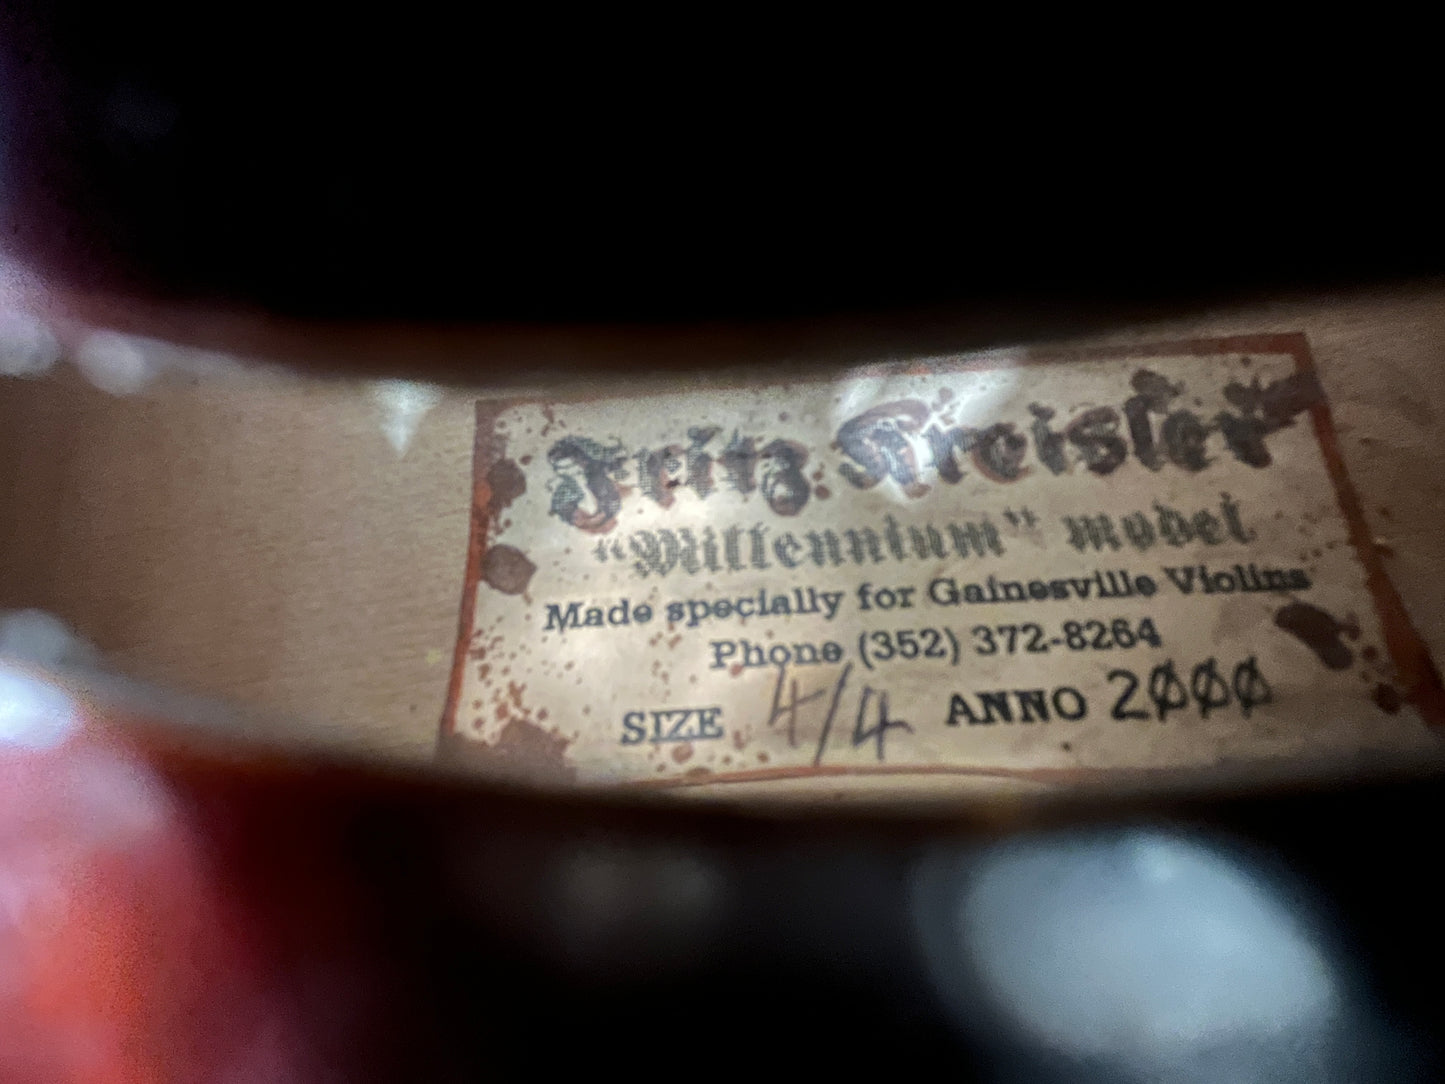 Fritz Kreisler
"Millennium" model
Made specially for Gainesville Violins
Phone (352) 372-8264
SIZE 4/4 ANNO 2000